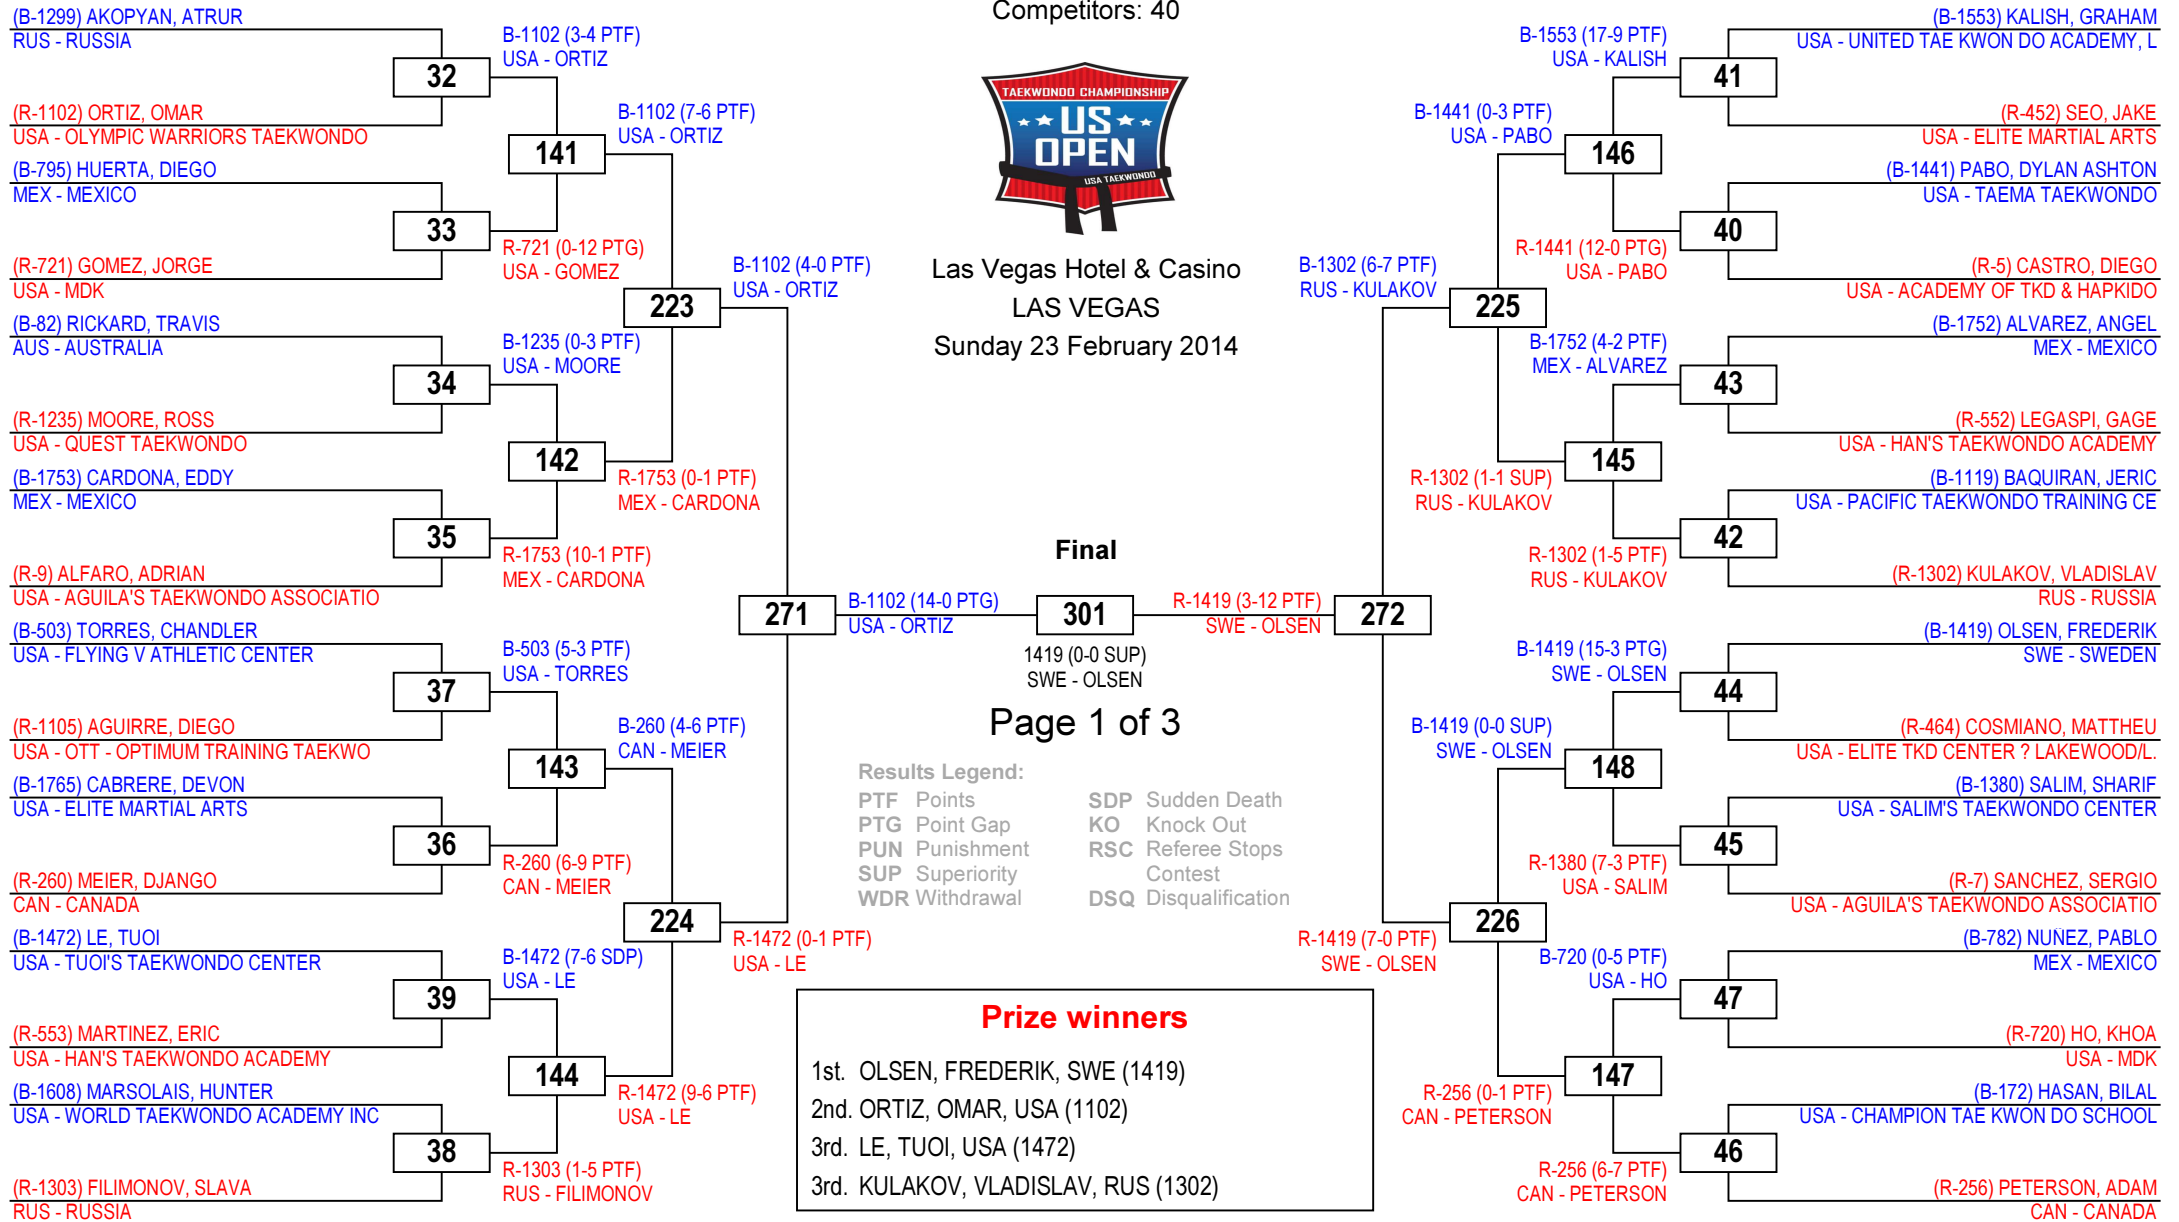 Competitors: 40
TAEKWONDO CHAMPIONSHIP
US
OPEN
USA TAEKWONDO
Las Vegas Hotel & Casino
LAS VEGAS
Sunday 23 February 2014
(B-1299) AKOPYAN, ATRUR
RUS - RUSSIA
32
(R-1102) ORTIZ, OMAR
USA - OLYMPIC WARRIORS TAEKWONDO
(B-795) HUERTA, DIEGO
MEX - MEXICO
33
(R-721) GOMEZ, JORGE
USA - MDK
(B-82) RICKARD, TRAVIS
AUS - AUSTRALIA
34
(R-1235) MOORE, ROSS
USA - QUEST TAEKWONDO
(B-1753) CARDONA, EDDY
MEX - MEXICO
35
(R-9) ALFARO, ADRIAN
USA - AGUILA'S TAEKWONDO ASSOCIATIO
(B-503) TORRES, CHANDLER
USA - FLYING V ATHLETIC CENTER
37
(R-1105) AGUIRRE, DIEGO
USA - OTT - OPTIMUM TRAINING TAEKWO
(B-1765) CABRERE, DEVON
USA - ELITE MARTIAL ARTS
36
(R-260) MEIER, DJANGO
CAN - CANADA
(B-1472) LE, TUOI
USA - TUOI'S TAEKWONDO CENTER
39
(R-553) MARTINEZ, ERIC
USA - HAN'S TAEKWONDO ACADEMY
(B-1608) MARSOLAIS, HUNTER
USA - WORLD TAEKWONDO ACADEMY INC
38
(R-1303) FILIMONOV, SLAVA
RUS - RUSSIA
B-1102 (3-4 PTF)
USA - ORTIZ
141
R-721 (0-12 PTG)
USA - GOMEZ
B-1235 (0-3 PTF)
USA - MOORE
142
R-1753 (10-1 PTF)
MEX - CARDONA
B-503 (5-3 PTF)
USA - TORRES
143
R-260 (6-9 PTF)
CAN - MEIER
B-1472 (7-6 SDP)
USA - LE
144
R-1303 (1-5 PTF)
RUS - FILIMONOV
B-1102 (7-6 PTF)
USA - ORTIZ
223
R-1753 (0-1 PTF)
MEX - CARDONA
B-260 (4-6 PTF)
CAN - MEIER
224
R-1472 (9-6 PTF)
USA - LE
B-1102 (4-0 PTF)
USA - ORTIZ
271
R-1472 (0-1 PTF)
USA - LE
Final
B-1102 (14-0 PTG)
USA - ORTIZ
301
R-1419 (3-12 PTF)
SWE - OLSEN
1419 (0-0 SUP)
SWE - OLSEN
Page 1 of 3
Results Legend:
PTF Points
PTG Point Gap
PUN Punishment
SUP Superiority
WDR Withdrawal
SDP Sudden Death
KO Knock Out
RSC Referee Stops
Contest
DSQ Disqualification
Prize winners
1st. OLSEN, FREDERIK, SWE (1419)
2nd. ORTIZ, OMAR, USA (1102)
3rd. LE, TUOI, USA (1472)
3rd. KULAKOV, VLADISLAV, RUS (1302)
B-1302 (6-7 PTF)
RUS - KULAKOV
272
R-1419 (7-0 PTF)
SWE - OLSEN
B-1441 (0-3 PTF)
USA - PABO
225
R-1302 (1-1 SUP)
RUS - KULAKOV
B-1419 (0-0 SUP)
SWE - OLSEN
226
R-256 (0-1 PTF)
CAN - PETERSON
B-1553 (17-9 PTF)
USA - KALISH
146
R-1441 (12-0 PTG)
USA - PABO
B-1752 (4-2 PTF)
MEX - ALVAREZ
145
R-1302 (1-5 PTF)
RUS - KULAKOV
B-1419 (15-3 PTG)
SWE - OLSEN
148
R-1380 (7-3 PTF)
USA - SALIM
B-720 (0-5 PTF)
USA - HO
147
R-256 (6-7 PTF)
CAN - PETERSON
(B-1553) KALISH, GRAHAM
USA - UNITED TAE KWON DO ACADEMY, L
41
(R-452) SEO, JAKE
USA - ELITE MARTIAL ARTS
(B-1441) PABO, DYLAN ASHTON
USA - TAEMA TAEKWONDO
40
(R-5) CASTRO, DIEGO
USA - ACADEMY OF TKD & HAPKIDO
(B-1752) ALVAREZ, ANGEL
MEX - MEXICO
43
(R-552) LEGASPI, GAGE
USA - HAN'S TAEKWONDO ACADEMY
(B-1119) BAQUIRAN, JERIC
USA - PACIFIC TAEKWONDO TRAINING CE
42
(R-1302) KULAKOV, VLADISLAV
RUS - RUSSIA
(B-1419) OLSEN, FREDERIK
SWE - SWEDEN
44
(R-464) COSMIANO, MATTHEU
USA - ELITE TKD CENTER ? LAKEWOOD/L.
(B-1380) SALIM, SHARIF
USA - SALIM'S TAEKWONDO CENTER
45
(R-7) SANCHEZ, SERGIO
USA - AGUILA'S TAEKWONDO ASSOCIATIO
(B-782) NUÑEZ, PABLO
MEX - MEXICO
47
(R-720) HO, KHOA
USA - MDK
(B-172) HASAN, BILAL
USA - CHAMPION TAE KWON DO SCHOOL
46
(R-256) PETERSON, ADAM
CAN - CANADA